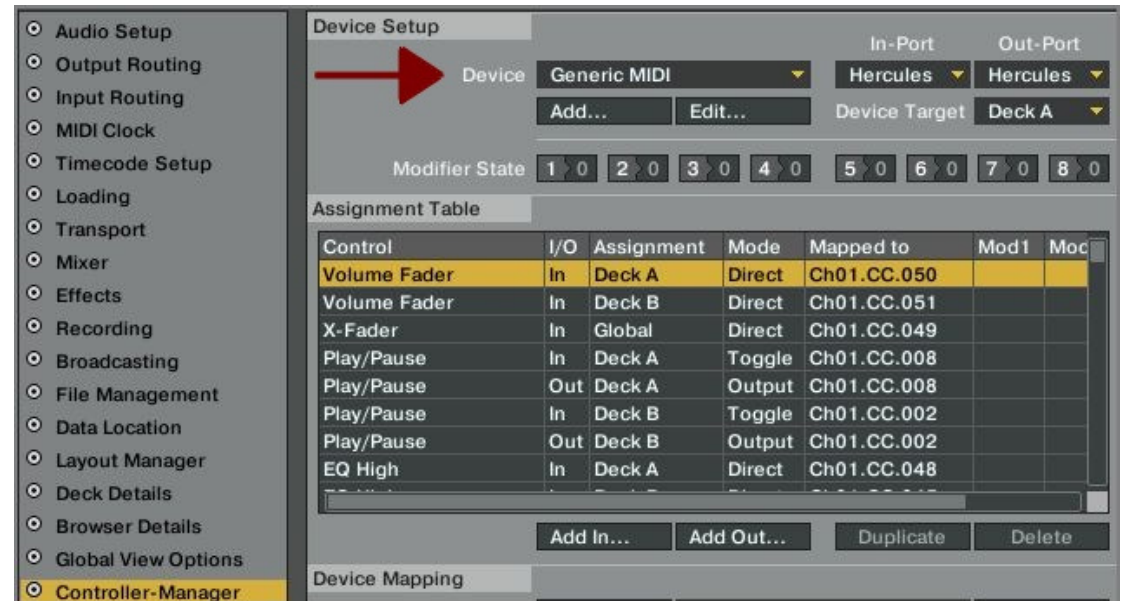 Audio Setup
Output Routing
Input Routing
MIDI Clock
Timecode Setup
Loading
Transport
Mixer
Effects
Recording
Broadcasting
File Management
Data Location
Layout Manager
Deck Details
Browser Details
Global View Options
Controller-Manager
Device Setup
In-Port Out-Port
Device Generic MIDI Hercules Hercules
Add... Edit... Device Target Deck A
Modifier State 1 0 2 0 3 0 4 0 5 0 6 0 7 0 8 0
Assignment Table
Control I/O Assignment Mode Mapped to Mod1
Volume Fader In Deck A Direct Ch01.CC.050
Volume Fader In Deck B Direct Ch01.CC.051
X-Fader In Global Direct Ch01.CC.049
Play/Pause In Deck A Toggle Ch01.CC.008
Play/Pause Out Deck A Output Ch01.CC.008
Play/Pause In Deck B Toggle Ch01.CC.002
Play/Pause Out Deck B Output Ch01.CC.002
EQ High In Deck A Direct Ch01.CC.048
Add In... Add Out... Duplicate Delete
Device Mapping